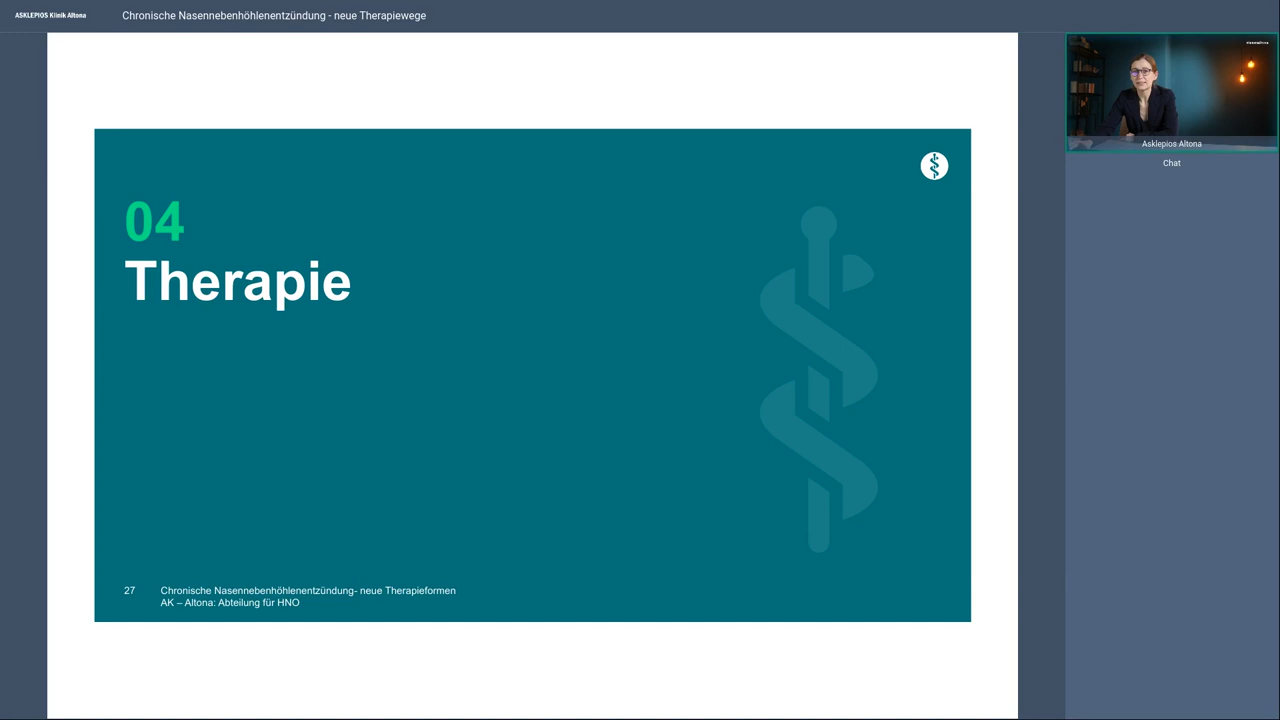 ASKLEPIOS Klinik Altona
Chronische Nasennebenhöhlenentzündung - neue Therapiewege
04
Therapie
27
Chronische Nasennebenhöhlenentzündung- neue Therapieformen
AK – Altona: Abteilung für HNO
Asklepios Altona
Chat